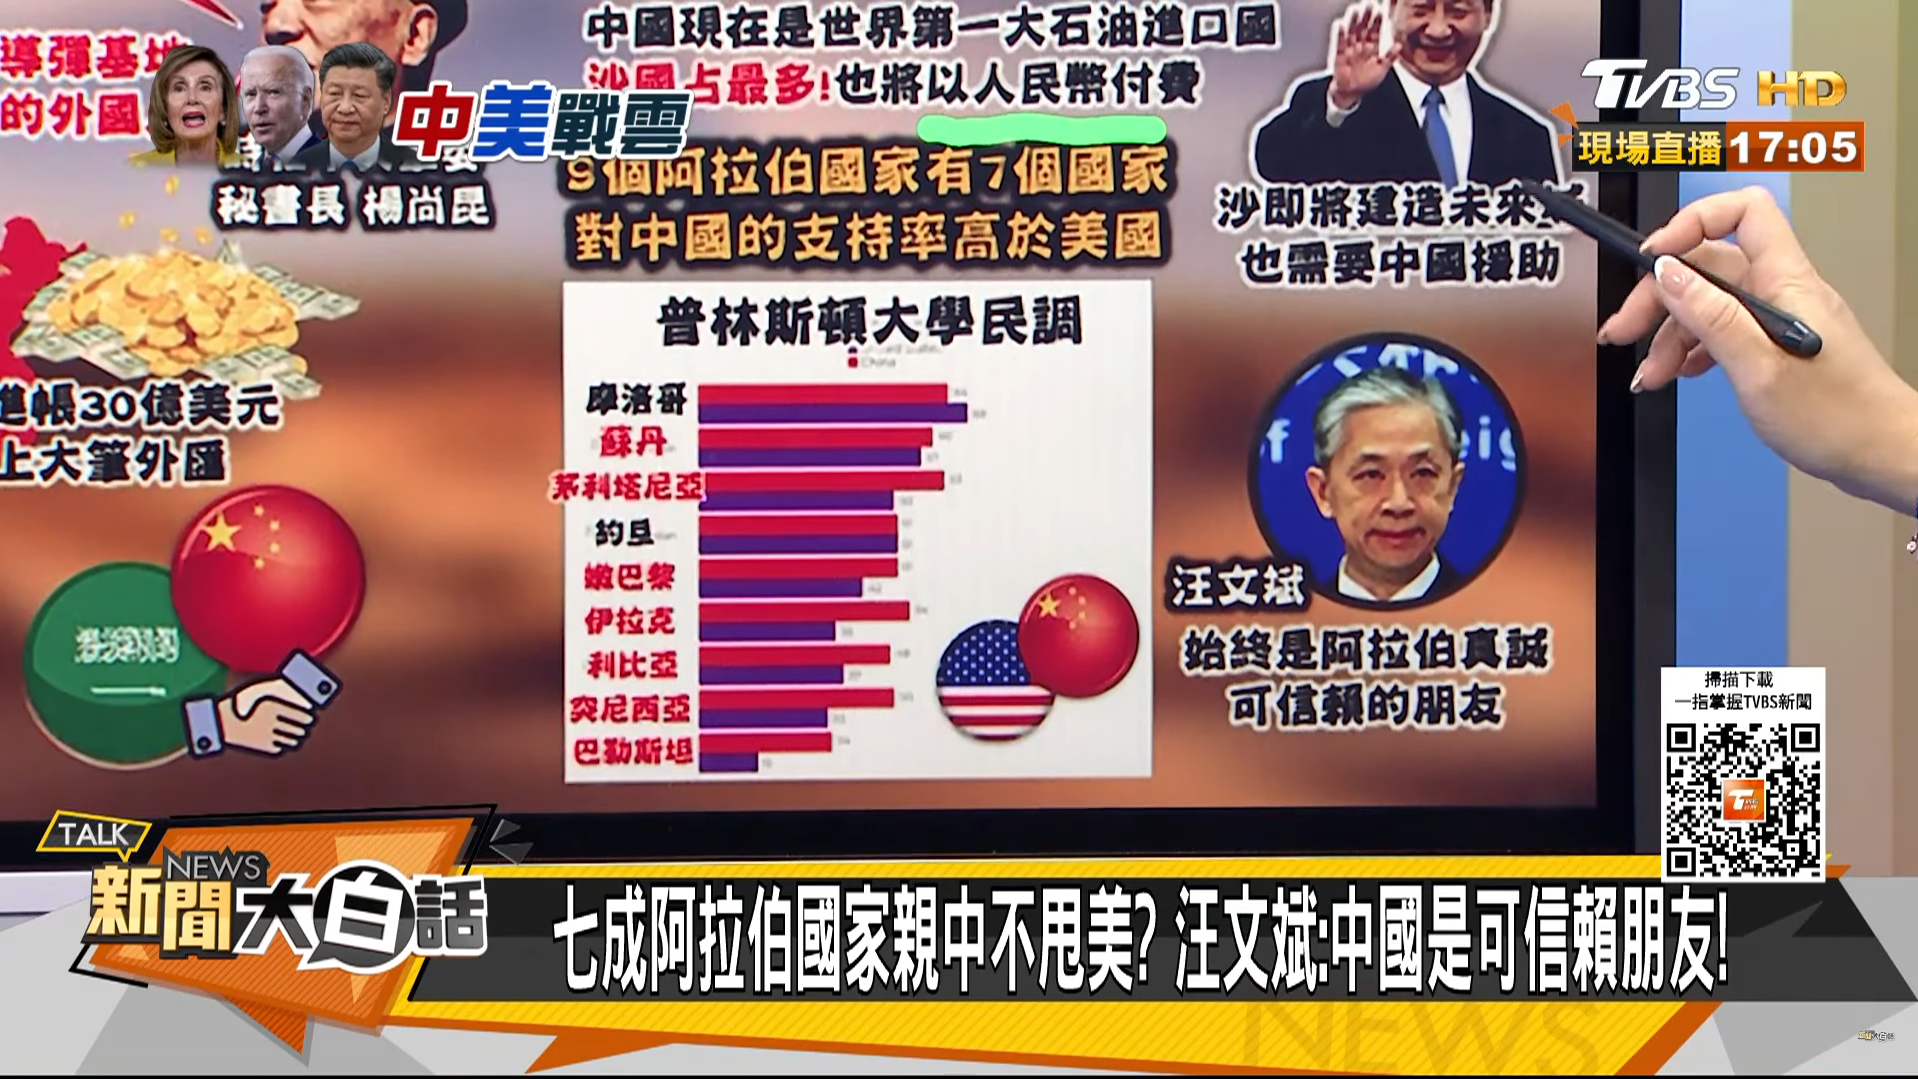 導彈基地
的外國
中美戰雲
秘書長 楊尚昆
進帳30億美元
上大筆外匯
中國現在是世界第一大石油進口國
沙國占最多!也將以人民幣付費
9個阿拉伯國家有7個國家
對中國的支持率高於美國
普林斯頓大學民調
China
摩洛哥
蘇丹
茅利塔尼亞
約旦
嫩巴黎
伊拉克
利比亞
突尼西亞
巴勒斯坦
沙即將建造未來
也需要中國援助
汪文斌
始終是阿拉伯真誠
可信賴的朋友
TVBS HD
現場直播 17:05
掃描下載
一指掌握TVBS新聞
TALK
NEWS
新聞大白話
七成阿拉伯國家親中不甩美? 汪文斌:中國是可信賴朋友!
NEWS